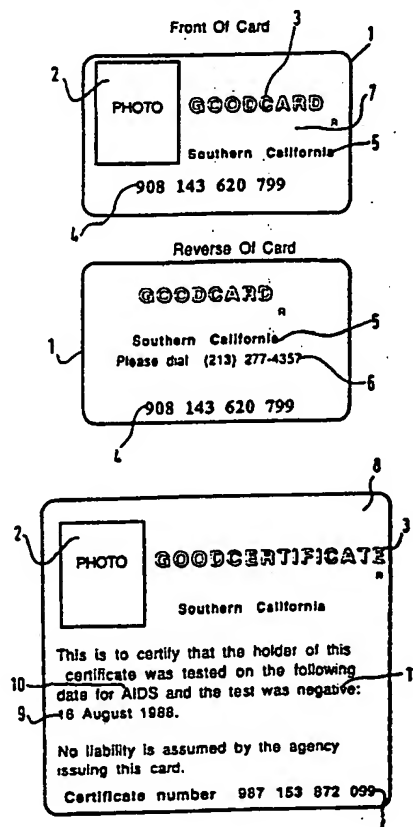 Front Of Card
3
1
2
PHOTO
GOODCARD
R
7
Southern California
5
908 143 620 799
4
Reverse Of Card
GOODCARD
R
Southern California
5
1
Please dial (213) 277-4357
6
908 143 620 799
4
8
2
PHOTO
GOODCERTIFICATE
3
R
Southern California
This is to certify that the holder of this
certificate was tested on the following
10
date for AIDS and the test was negative:
9
16 August 1988.
No liability is assumed by the agency
issuing this card.
Certificate number 987 153 872 099